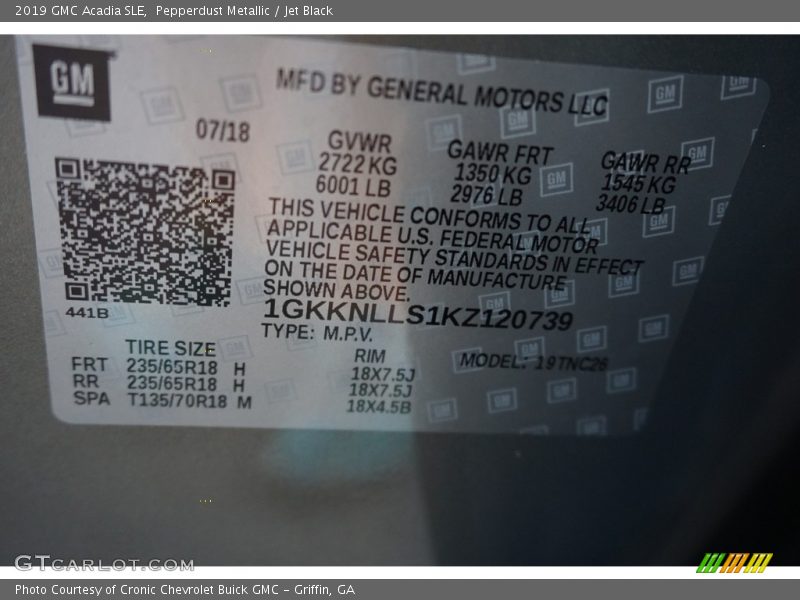 2019 GMC Acadia SLE, Pepperdust Metallic / Jet Black
GM
MFD BY GENERAL MOTORS LLC
07/18
GVWR
2722 KG
6001 LB
GAWR FRT
1350 KG
2976 LB
GAWR RR
1545 KG
3406 LB
THIS VEHICLE CONFORMS TO ALL
APPLICABLE U.S. FEDERAL MOTOR
VEHICLE SAFETY STANDARDS IN EFFECT
ON THE DATE OF MANUFACTURE
SHOWN ABOVE.
1GKKNLLS1KZ120739
TYPE: M.P.V.
441B
TIRE SIZE
FRT 235/65R18 H
RR 235/65R18 H
SPA T135/70R18 M
RIM
18X7.5J
18X7.5J
18X4.5B
MODEL: 19TNC26
GTCARLOT.COM
Photo Courtesy of Cronic Chevrolet Buick GMC - Griffin, GA